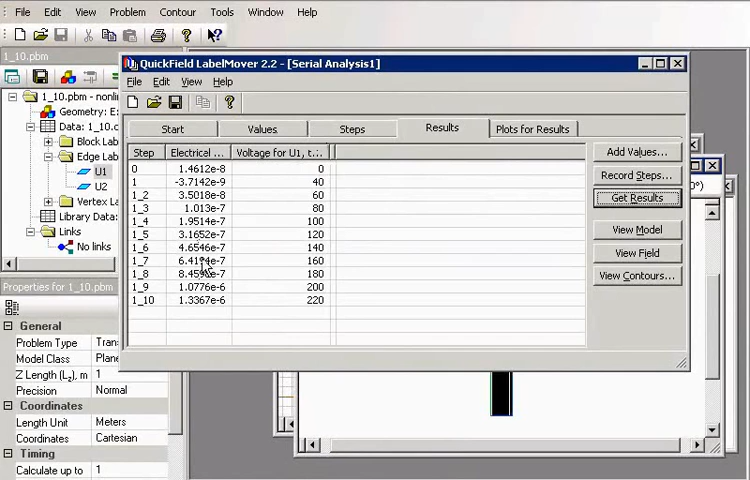 File Edit View Problem Contour Tools Window Help
1_10.pbm
1_10.pbm - nonlin
Geometry: E
Data: 1_10.d
Block Lab
Edge Lab
U1
U2
Vertex L
Library Data:
Links
No links
Properties for 1_10.pbm
General
Problem Type Trans
Model Class Plane
Z Length (Lz), m 1
Precision Normal
Coordinates
Length Unit Meters
Coordinates Cartesian
Timing
Calculate up to 1
QuickField LabelMover 2.2 - [Serial Analysis1]
File Edit View Help
Start Values Steps Results Plots for Results
Step Electrical ... Voltage for U1, t...
0 1.4612e-8 0
1 -3.7142e-9 40
1_2 3.5018e-8 60
1_3 1.013e-7 80
1_4 1.9514e-7 100
1_5 3.1652e-7 120
1_6 4.6546e-7 140
1_7 160
1_8 180
1_9 1.0776e-6 200
1_10 1.3367e-6 220
Add Values...
Record Steps...
Get Results
View Model
View Field
View Contours...